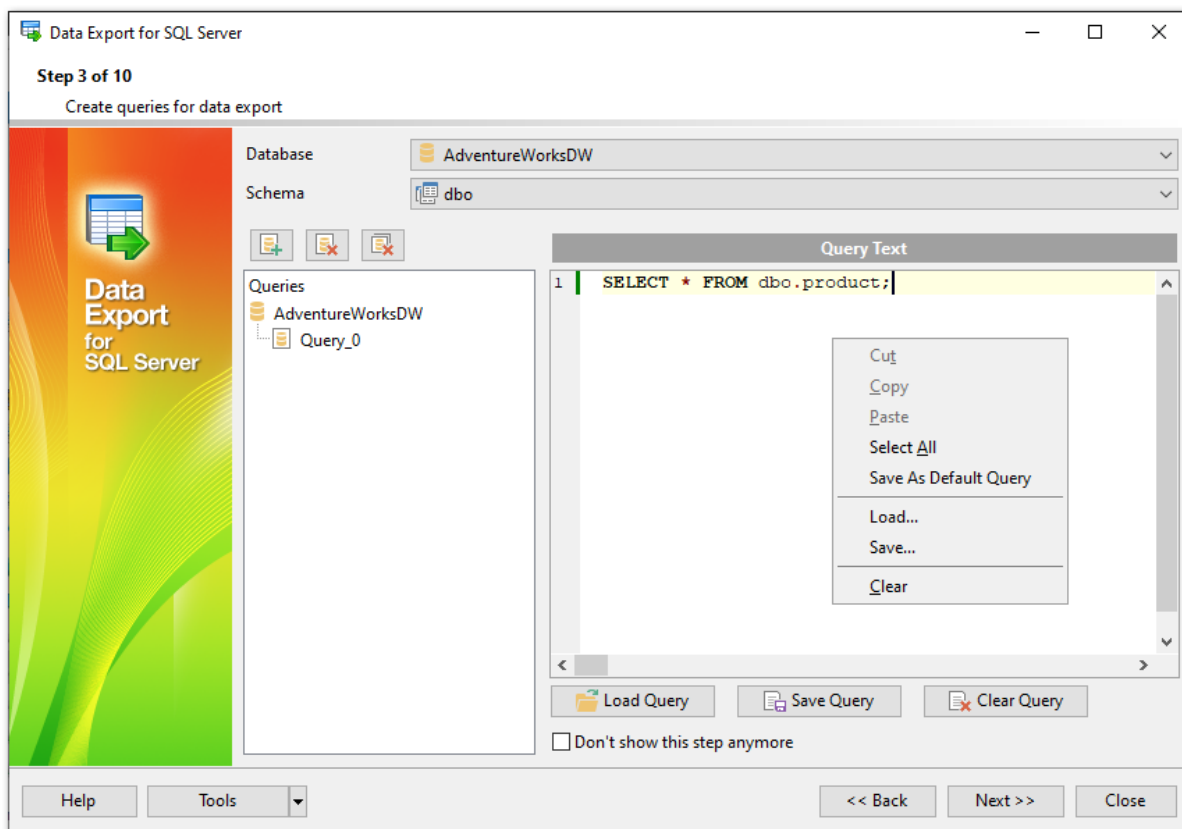 Data Export for SQL Server
Step 3 of 10
Create queries for data export
Data
Export
for
SQL Server
Database
AdventureWorksDW
Schema
dbo
Queries
AdventureWorksDW
Query_0
Query Text
1 SELECT * FROM dbo.product;
Cut
Copy
Paste
Select All
Save As Default Query
Load...
Save...
Clear
Load Query
Save Query
Clear Query
Don't show this step anymore
Help
Tools
<< Back
Next >>
Close